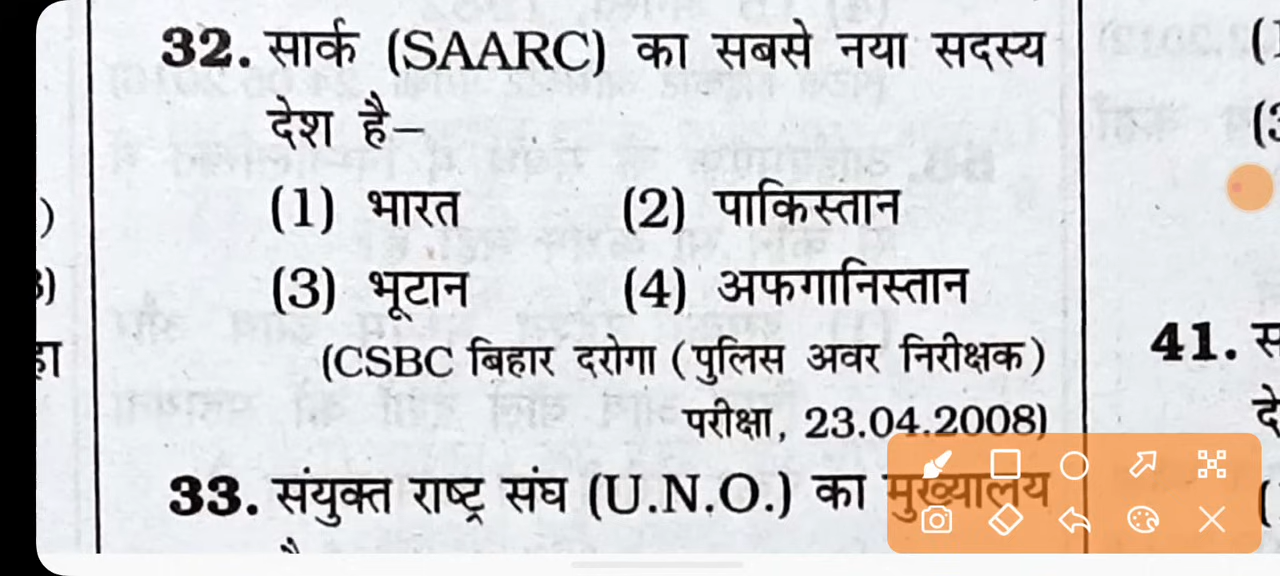 32. सार्क (SAARC) का सबसे नया सदस्य
देश है–
(1) भारत (2) पाकिस्तान
(3) भूटान (4) अफगानिस्तान
(CSBC बिहार दरोगा (पुलिस अवर निरीक्षक)
परीक्षा, 23.04.2008)
33. संयुक्त राष्ट्र संघ (U.N.O.) का मुख्यालय
41.